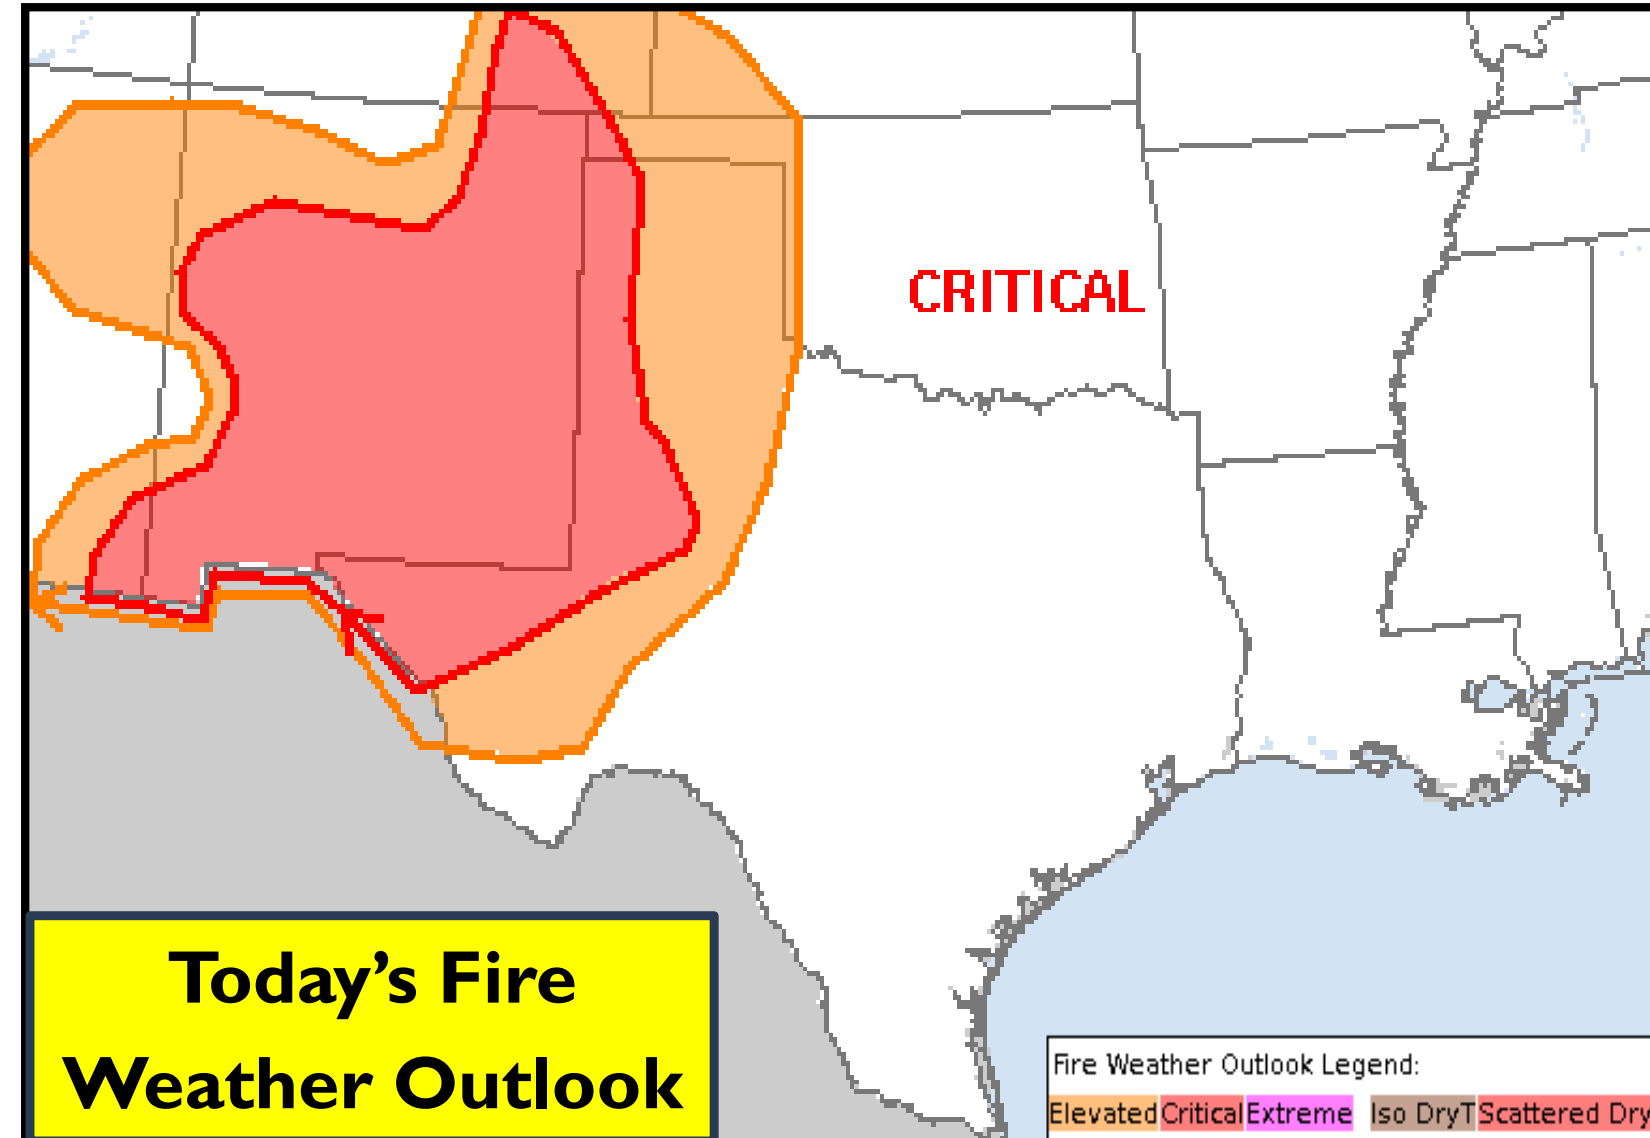 CRITICAL
Today’s Fire
Weather Outlook
Fire Weather Outlook Legend:
Elevated Critical Extreme Iso DryT Scattered Dry